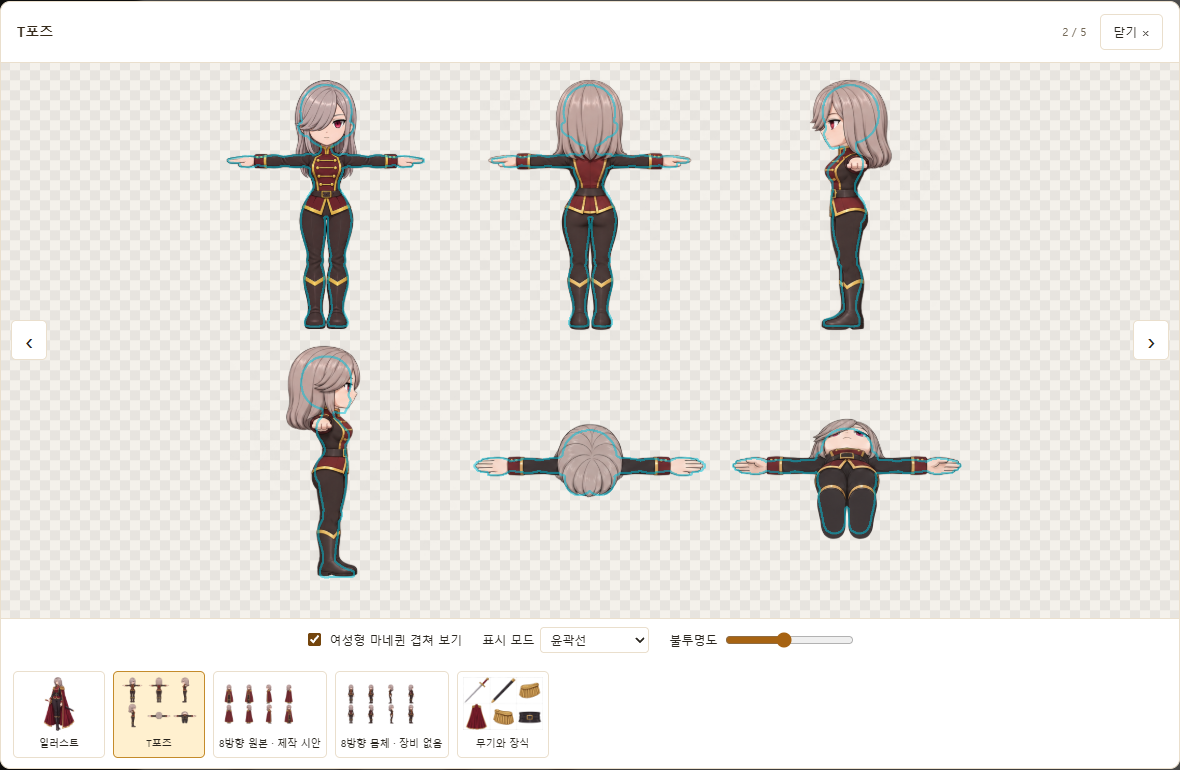 T포즈
2 / 5
닫기 ×
‹
›
여성형 마네퀸 겹쳐 보기
표시 모드
윤곽선
불투명도
일러스트
T포즈
8방향 원본 · 제작 시안
8방향 몸체 · 장비 없음
무기와 장식